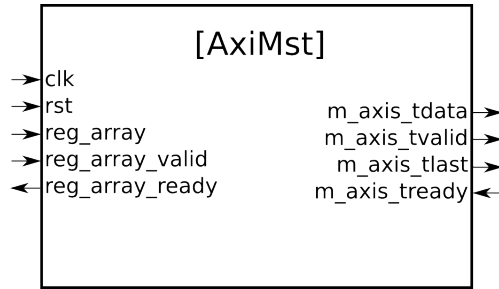 [AxiMst]
clk
rst
reg_array
reg_array_valid
reg_array_ready
m_axis_tdata
m_axis_tvalid
m_axis_tlast
m_axis_tready